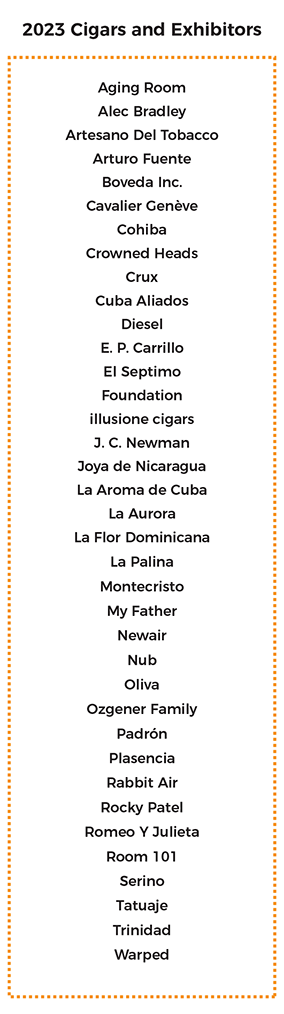 2023 Cigars and Exhibitors
Aging Room
Alec Bradley
Artesano Del Tobacco
Arturo Fuente
Boveda Inc.
Cavalier Genève
Cohiba
Crowned Heads
Crux
Cuba Aliados
Diesel
E. P. Carrillo
El Septimo
Foundation
illusione cigars
J. C. Newman
Joya de Nicaragua
La Aroma de Cuba
La Aurora
La Flor Dominicana
La Palina
Montecristo
My Father
Newair
Nub
Oliva
Ozgener Family
Padrón
Plasencia
Rabbit Air
Rocky Patel
Romeo Y Julieta
Room 101
Serino
Tatuaje
Trinidad
Warped